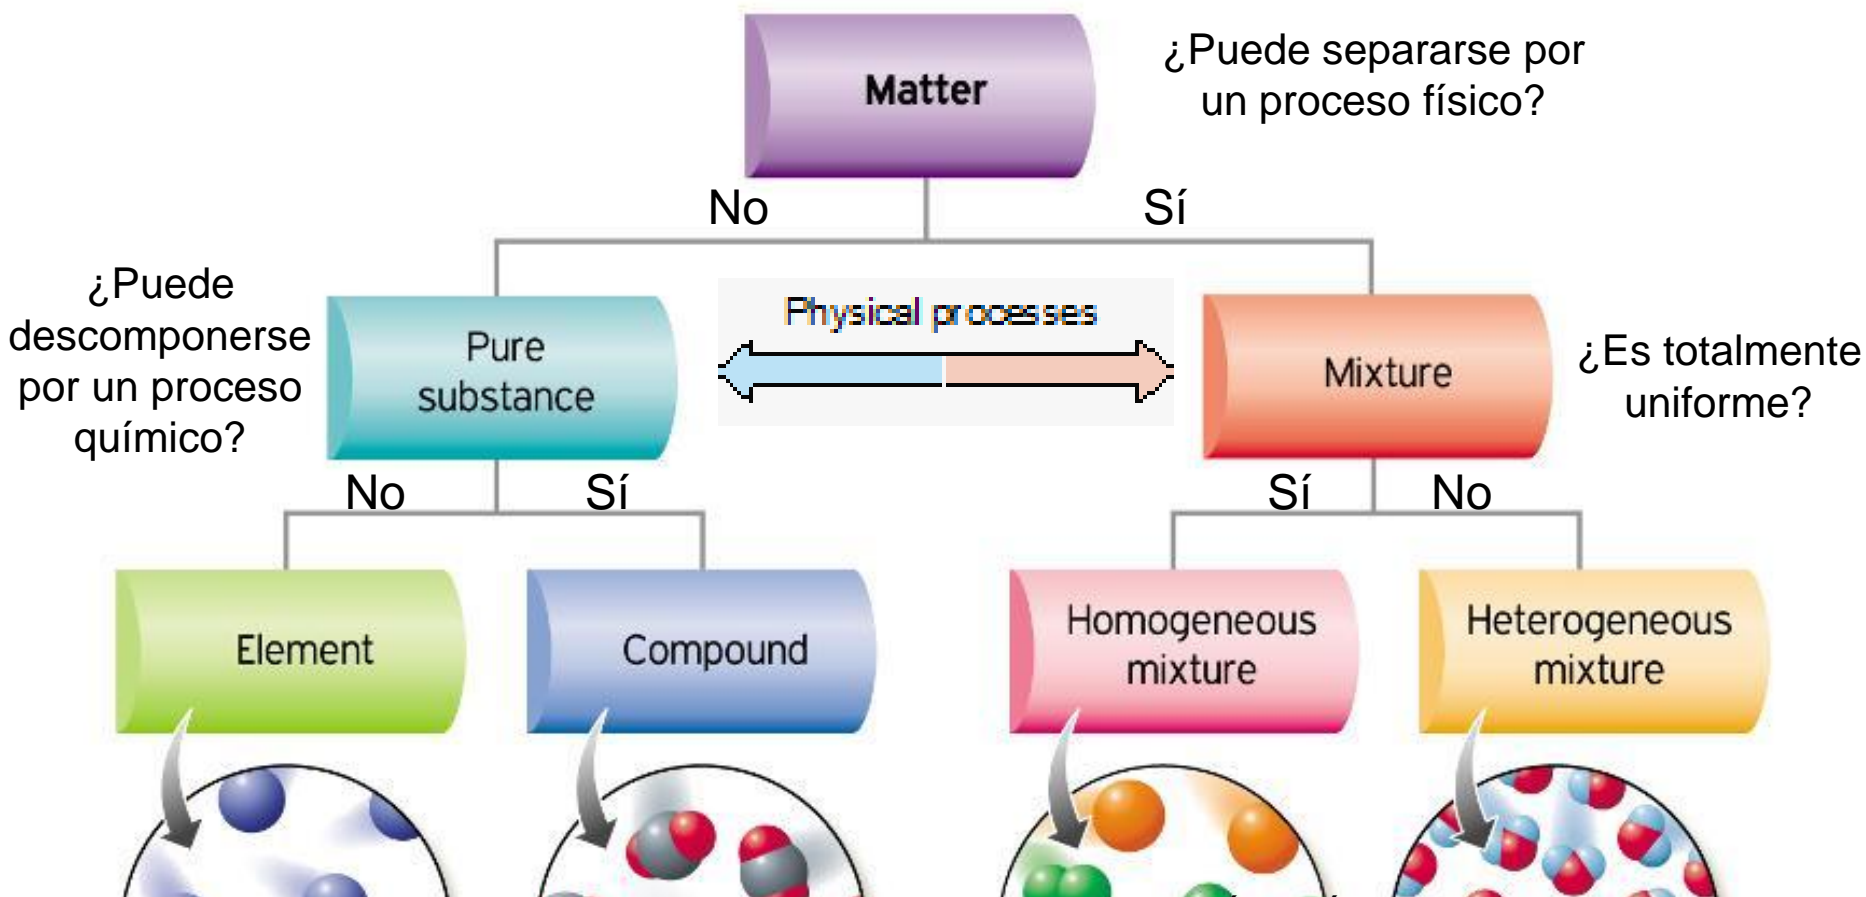 Matter
¿Puede separarse por
un proceso físico?
No
Sí
¿Puede
descomponerse
por un proceso
químico?
Pure
substance
Physical processes
Mixture
¿Es totalmente
uniforme?
No
Sí
Sí
No
Element
Compound
Homogeneous
mixture
Heterogeneous
mixture